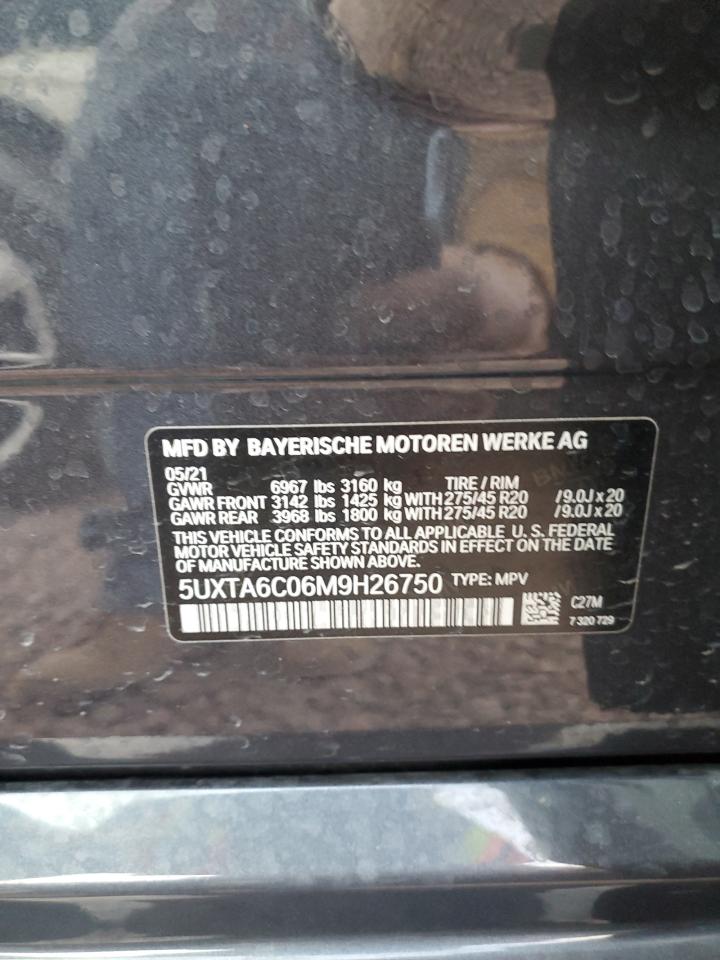 MFD BY BAYERISCHE MOTOREN WERKE AG
05/21
GVWR 6967 lbs 3160 kg TIRE / RIM
GAWR FRONT 3142 lbs 1425 kg WITH 275/45 R20 / 9.0J x 20
GAWR REAR 3968 lbs 1800 kg WITH 275/45 R20 / 9.0J x 20
THIS VEHICLE CONFORMS TO ALL APPLICABLE U. S. FEDERAL
MOTOR VEHICLE SAFETY STANDARDS IN EFFECT ON THE DATE
OF MANUFACTURE SHOWN ABOVE.
5UXTA6C06M9H26750 TYPE: MPV
C27M
7 320 729